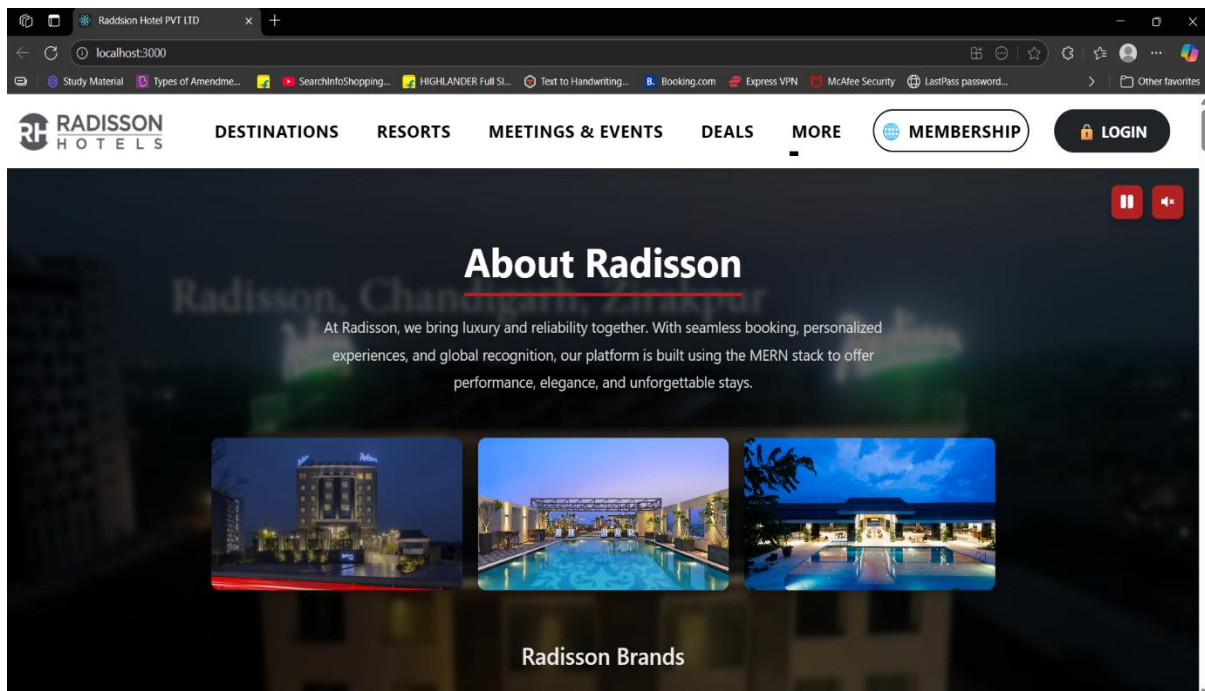 Raddsion Hotel PVT LTD
localhost:3000
Study Material Types of Amendme... SearchInfoShopping... HIGHLANDER Full Sl... Text to Handwriting... B. Booking.com Express VPN McAfee Security LastPass password... Other favorites
RH RADISSON
HOTELS
DESTINATIONS RESORTS MEETINGS & EVENTS DEALS MORE MEMBERSHIP LOGIN
About Radisson
Radisson, Chandigarh, Zirakpur
At Radisson, we bring luxury and reliability together. With seamless booking, personalized
experiences, and global recognition, our platform is built using the MERN stack to offer
performance, elegance, and unforgettable stays.
Radisson Brands